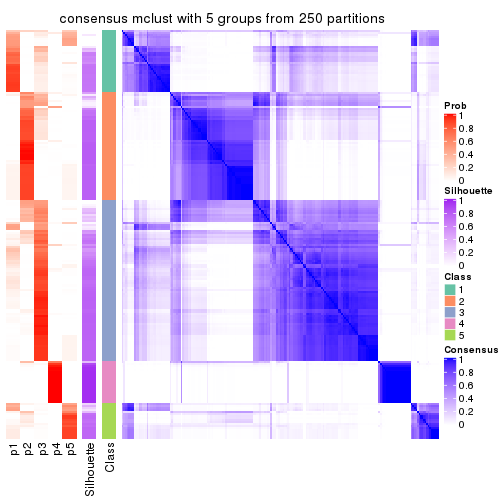 consensus mclust with 5 groups from 250 partitions
Prob
1
0.8
0.6
0.4
0.2
0
Silhouette
1
0.8
0.6
0.4
0.2
0
Class
1
2
3
4
5
Consensus
1
0.8
0.6
0.4
0.2
0
p1
p2
p3
p4
p5
Silhouette
Class